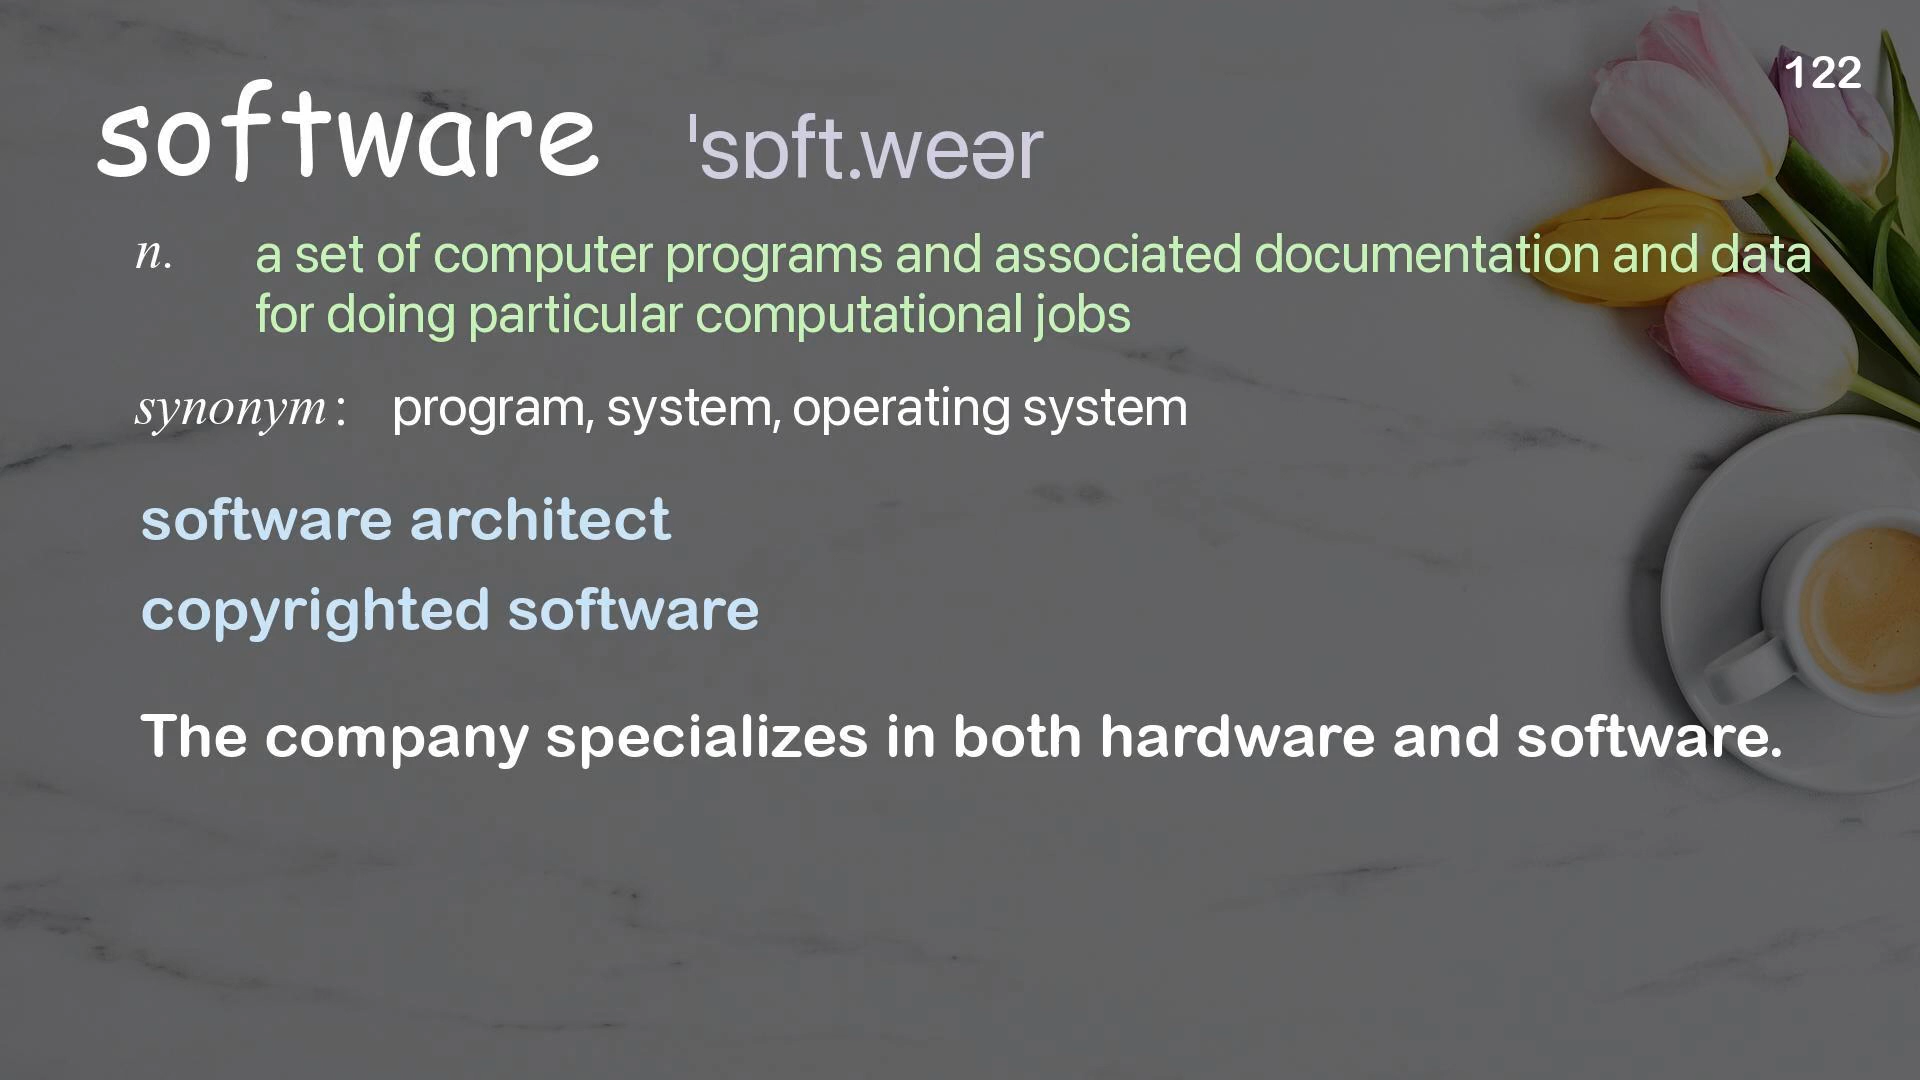 122
software ˈsɒft.weər
n. a set of computer programs and associated documentation and data
for doing particular computational jobs
synonym: program, system, operating system
software architect
copyrighted software
The company specializes in both hardware and software.